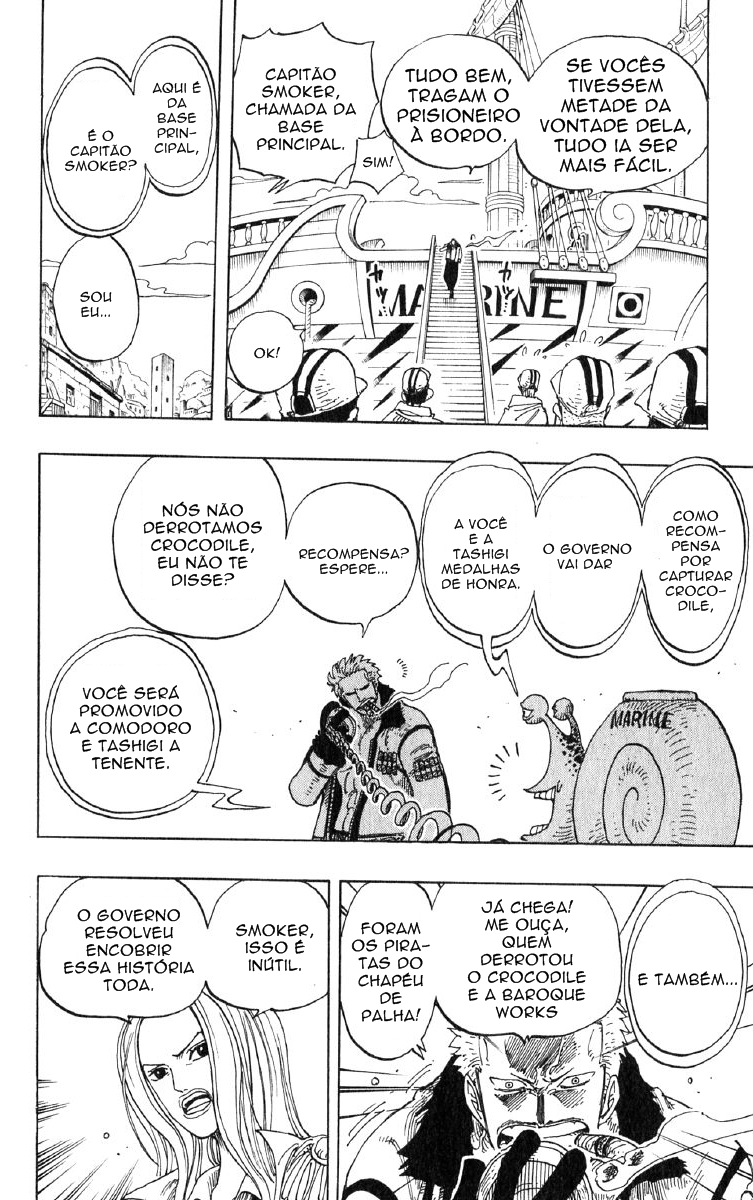 SE VOCÊS
TIVESSEM
METADE DA
VONTADE DELA,
TUDO IA SER
MAIS FÁCIL.
TUDO BEM,
TRAGAM O
PRISIONEIRO
À BORDO.
SIM!
CAPITÃO
SMOKER,
CHAMADA DA
BASE
PRINCIPAL.
MARINE
OK!
AQUI É
DA
BASE
PRIN-
CIPAL,
É O
CAPITÃO
SMOKER?
SOU
EU...
COMO
RECOM-
PENSA
POR
CAPTURAR
CROCO-
DILE,
O GOVERNO
VAI DAR
A VOCÊ
E A
TASHIGI
MEDALHAS
DE HONRA.
RECOMPENSA?
ESPERE...
NÓS NÃO
DERROTAMOS
CROCODILE,
EU NÃO TE
DISSE?
MARINE
VOCÊ SERÁ
PROMOVIDO
A COMODORO
E TASHIGI A
TENENTE.
E TAMBÉM...
JÁ CHEGA!
ME OUÇA,
QUEM
DERROTOU
O CROCODILE
E A BAROQUE
WORKS
FORAM
OS PIRA-
TAS DO
CHAPÉU
DE
PALHA!
SMOKER,
ISSO É
INÚTIL.
O GOVERNO
RESOLVEU
ENCOBRIR
ESSA HISTÓRIA
TODA.